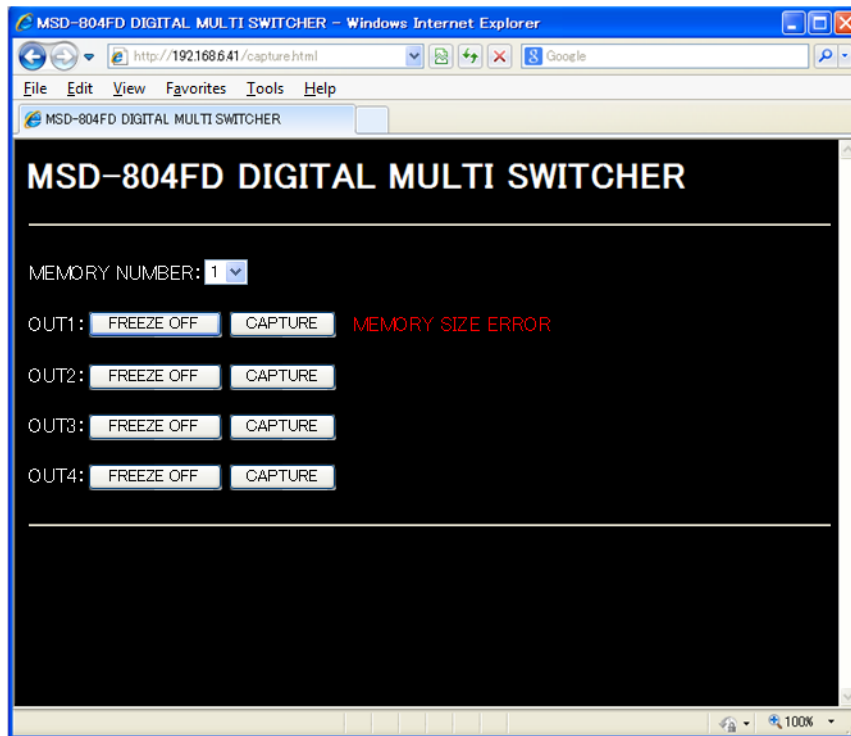 MSD-804FD DIGITAL MULTI SWITCHER - Windows Internet Explorer
http://192.168.6.41/capture.html
Google
File Edit View Favorites Tools Help
MSD-804FD DIGITAL MULTI SWITCHER
MSD-804FD DIGITAL MULTI SWITCHER
MEMORY NUMBER: 1
OUT1: FREEZE OFF CAPTURE MEMORY SIZE ERROR
OUT2: FREEZE OFF CAPTURE
OUT3: FREEZE OFF CAPTURE
OUT4: FREEZE OFF CAPTURE
100%